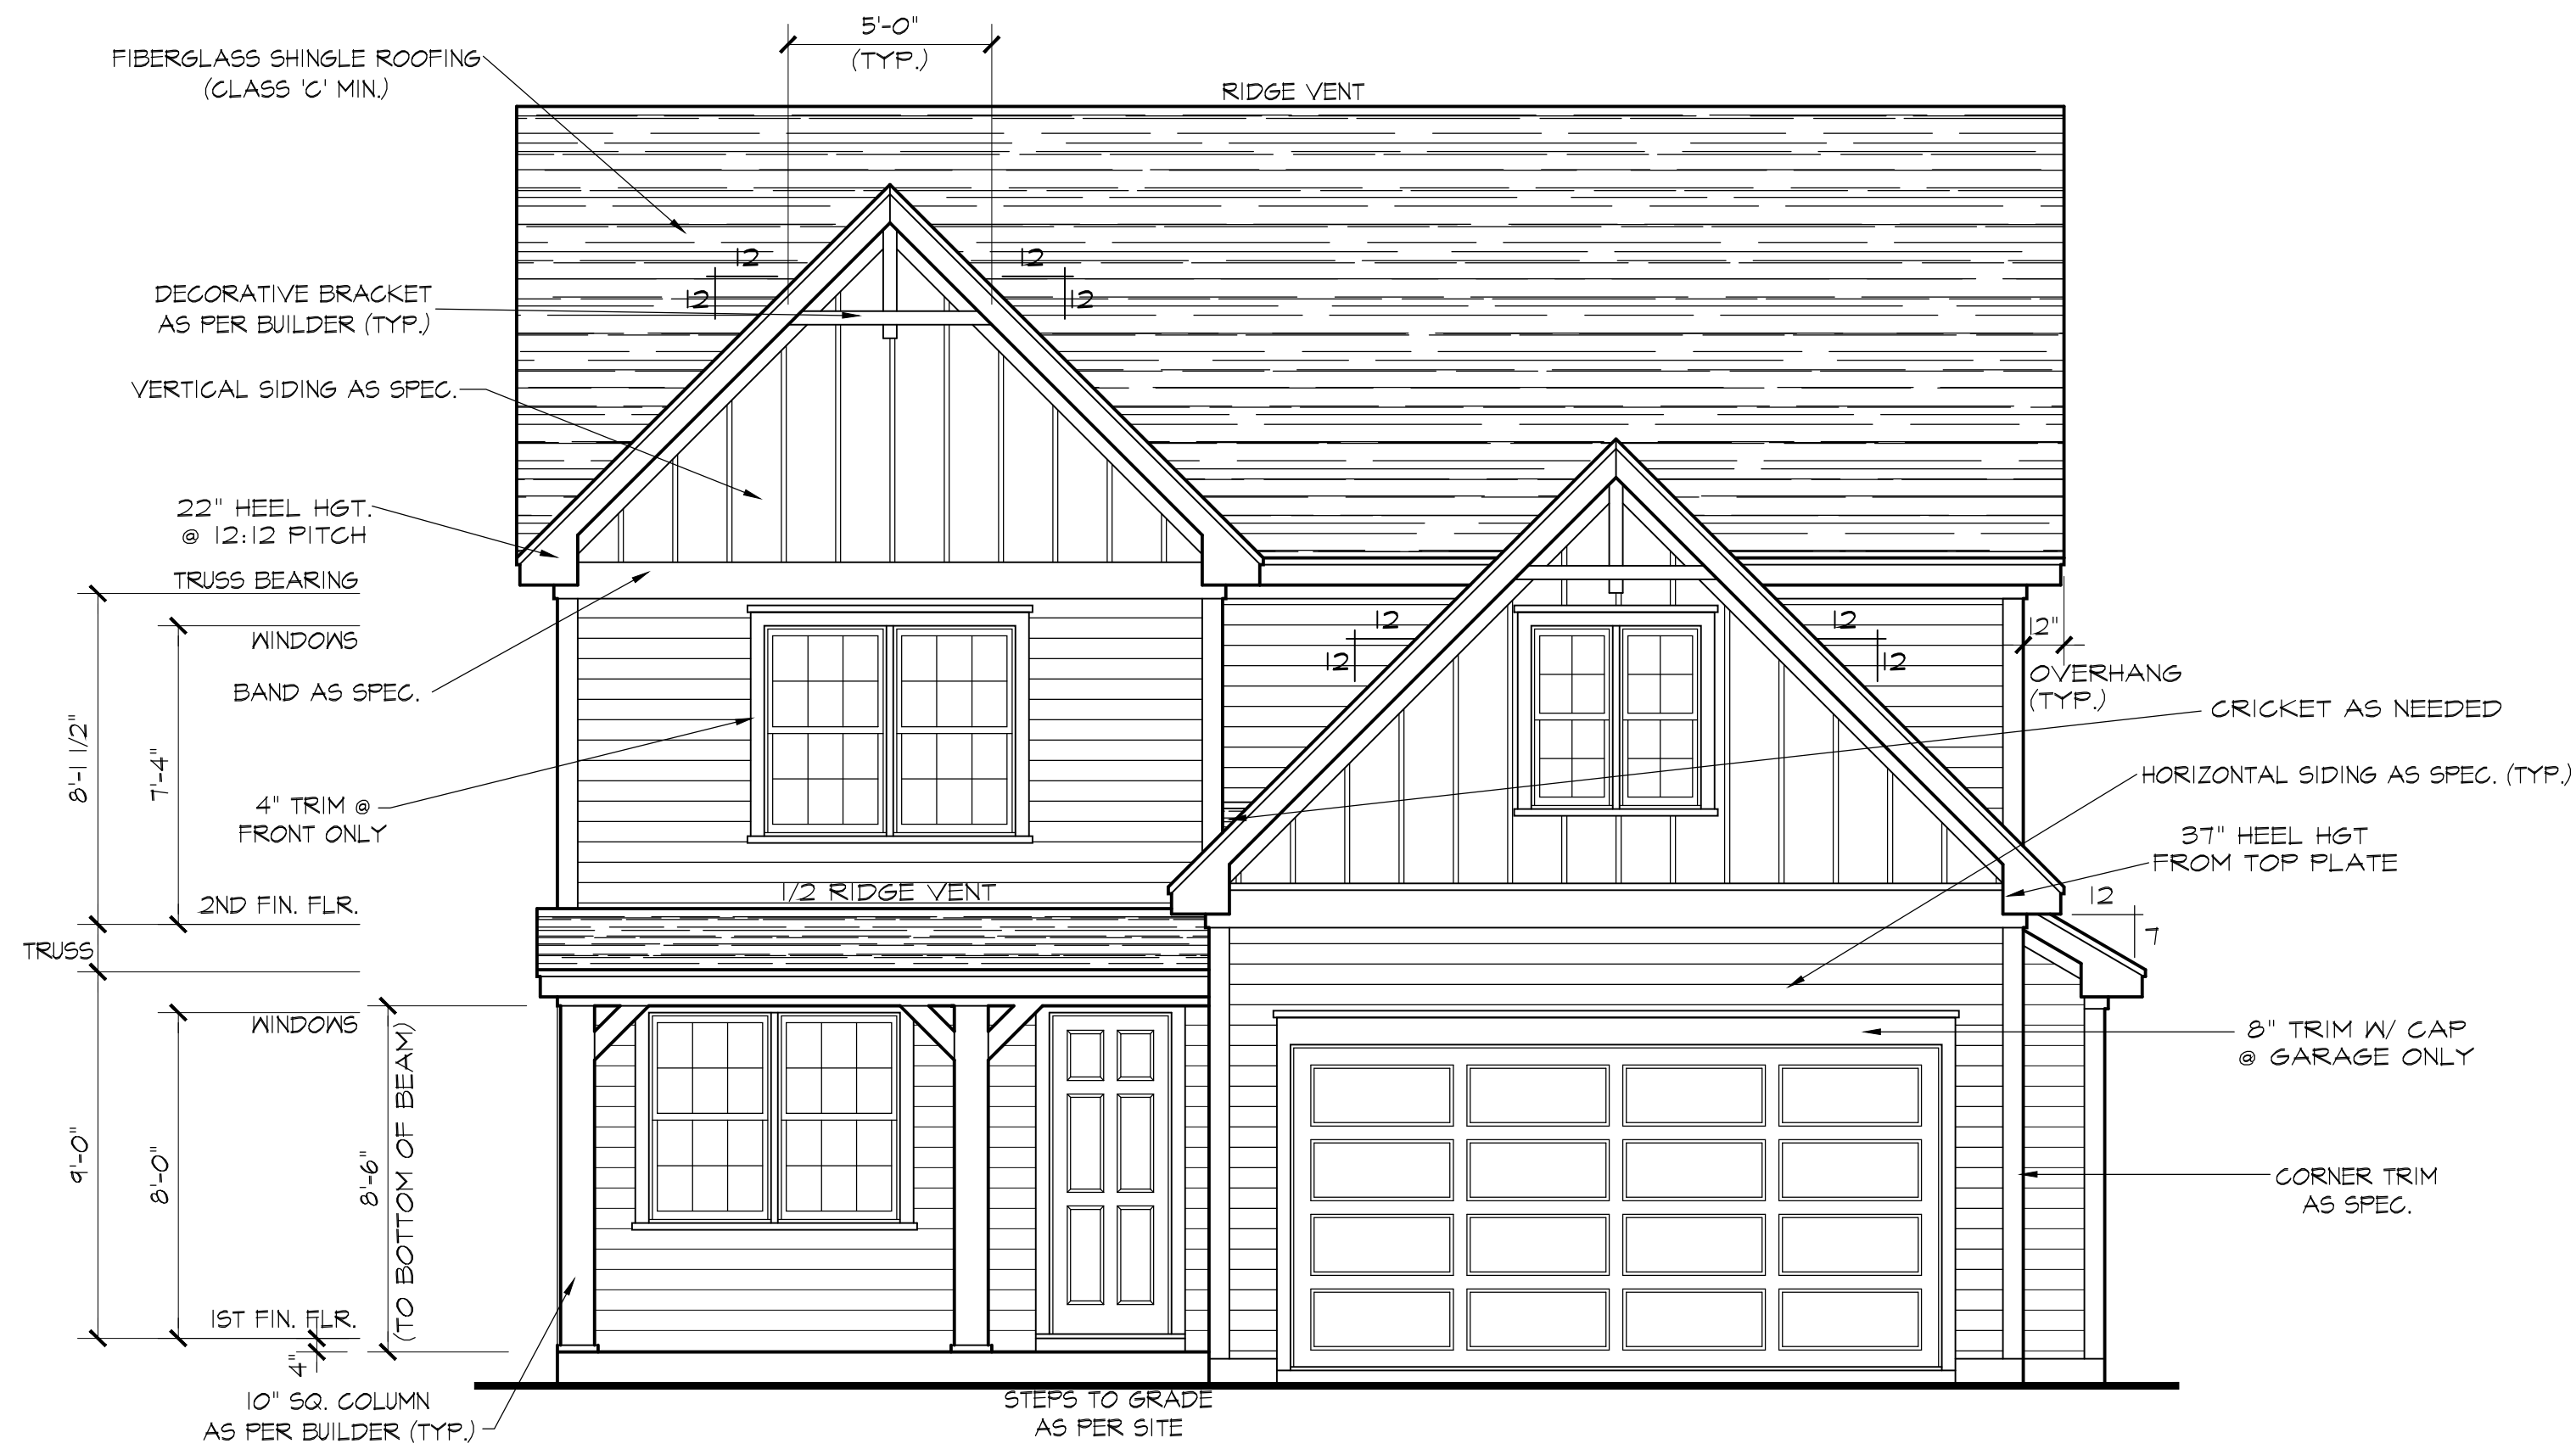 5'-0"
(TYP.)
FIBERGLASS SHINGLE ROOFING
(CLASS 'C' MIN.)
RIDGE VENT
12
12
12
12
DECORATIVE BRACKET
AS PER BUILDER (TYP.)
VERTICAL SIDING AS SPEC.
22" HEEL HGT.
@ 12:12 PITCH
TRUSS BEARING
WINDOWS
BAND AS SPEC.
8'-1 1/2"
7'-4"
4" TRIM @
FRONT ONLY
12
12
12
12
12"
OVERHANG
(TYP.)
CRICKET AS NEEDED
HORIZONTAL SIDING AS SPEC. (TYP.)
37" HEEL HGT
FROM TOP PLATE
1/2 RIDGE VENT
2ND FIN. FLR.
12
7
TRUSS
WINDOWS
8" TRIM W/ CAP
@ GARAGE ONLY
9'-0"
8'-0"
8'-6"
(TO BOTTOM OF BEAM)
CORNER TRIM
AS SPEC.
1ST FIN. FLR.
4"
10" SQ. COLUMN
AS PER BUILDER (TYP.)
STEPS TO GRADE
AS PER SITE